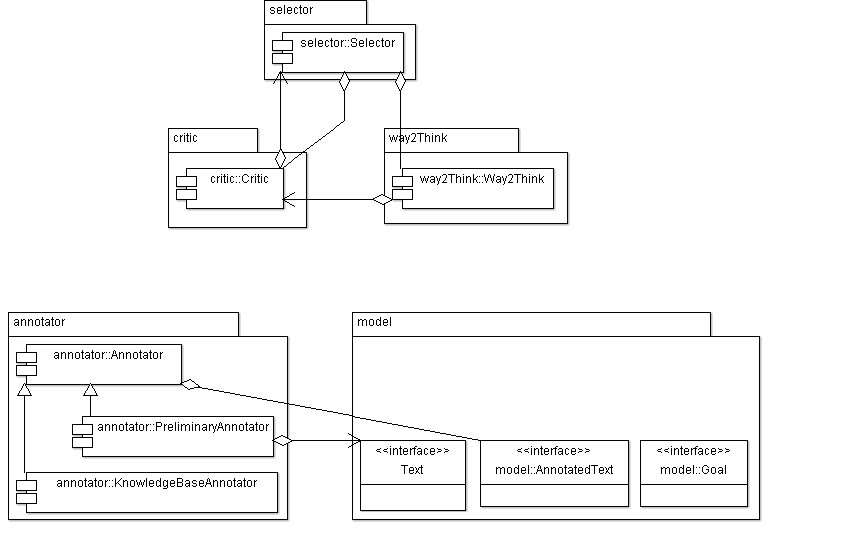 selector
selector::Selector
critic
way2Think
critic::Critic
way2Think::Way2Think
annotator
model
annotator::Annotator
annotator::PreliminaryAnnotator
<<interface>>
Text
<<interface>>
model::AnnotatedText
<<interface>>
model::Goal
annotator::KnowledgeBaseAnnotator